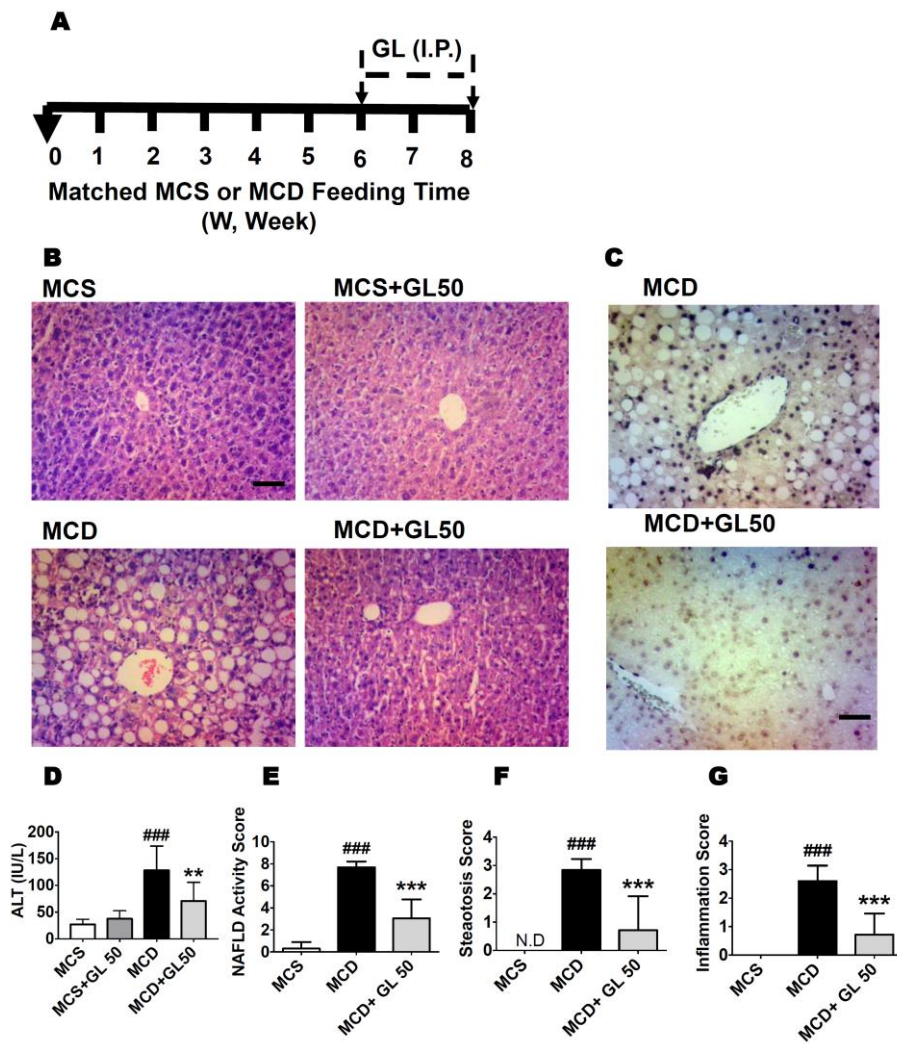 A
GL (I.P.)
0 1 2 3 4 5 6 7 8
Matched MCS or MCD Feeding Time
(W, Week)
B
C
MCS
MCS+GL50
MCD
MCD
MCD+GL50
MCD+GL50
D
ALT (IU/L)
200
150
100
50
0
###
**
MCS
MCS+GL 50
MCD
MCD+GL50
E
NAFLD Activity Score
10
8
6
4
2
0
###
***
MCS
MCD
MCD+ GL 50
F
Steaotosis Score
4
3
2
1
0
N.D
###
***
MCS
MCD
MCD+ GL 50
G
Inflammation Score
4
3
2
1
0
###
***
MCS
MCD
MCD+ GL 50